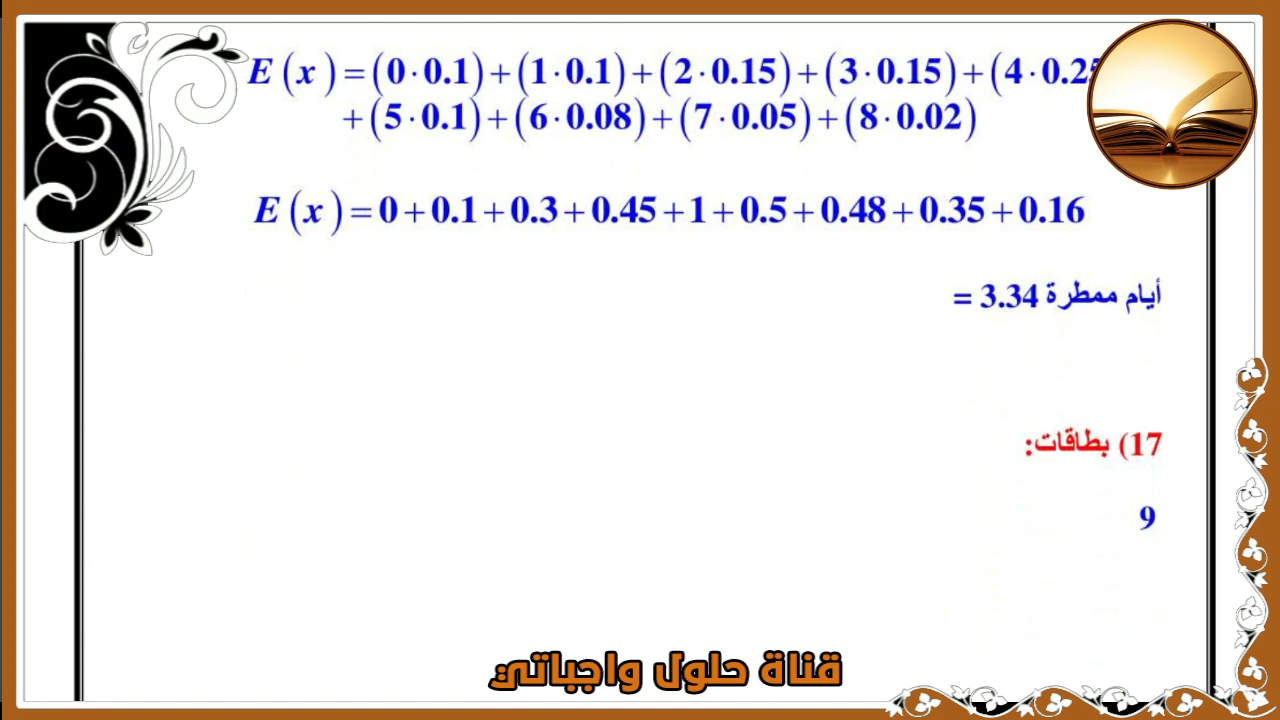 E (x) = (0 · 0.1) + (1 · 0.1) + (2 · 0.15) + (3 · 0.15) + (4 · 0.25
+ (5 · 0.1) + (6 · 0.08) + (7 · 0.05) + (8 · 0.02)
E (x) = 0 + 0.1 + 0.3 + 0.45 + 1 + 0.5 + 0.48 + 0.35 + 0.16
أيام ممطرة 3.34 =
17) بطاقات:
9
قناة حلول واجباتي